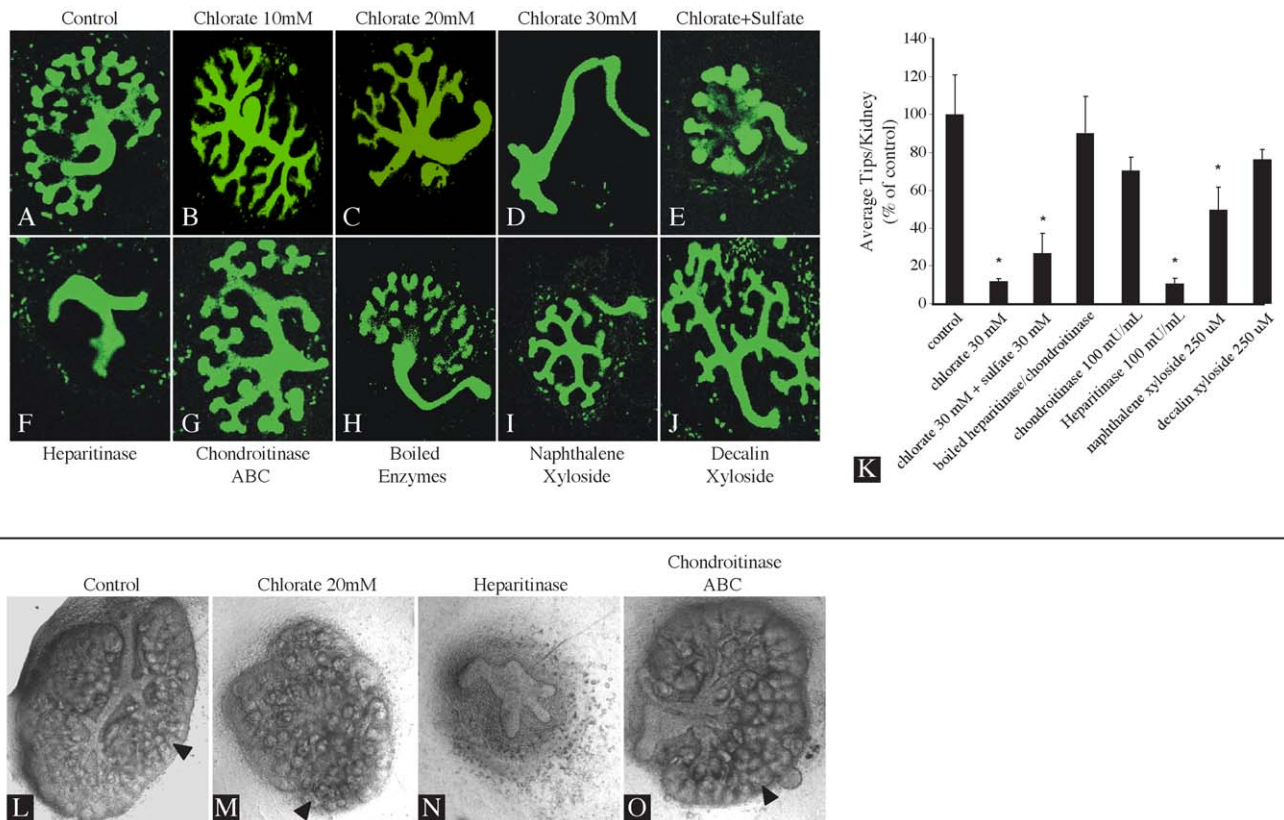 Control
Chlorate 10mM
Chlorate 20mM
Chlorate 30mM
Chlorate+Sulfate
A
B
C
D
E
F
G
H
I
J
Heparitinase
Chondroitinase
ABC
Boiled
Enzymes
Naphthalene
Xyloside
Decalin
Xyloside
Average Tips/Kidney
(% of control)
140
120
100
80
60
40
20
0
*
*
*
*
control
chlorate 30 mM
chlorate 30 mM + sulfate 30 mM
boiled heparitinase/chondroitinase
chondroitinase 100 mU/mL
Heparitinase 100 mU/mL
naphthalene xyloside 250 uM
decalin xyloside 250 uM
K
Control
Chlorate 20mM
Heparitinase
Chondroitinase
ABC
L
M
N
O